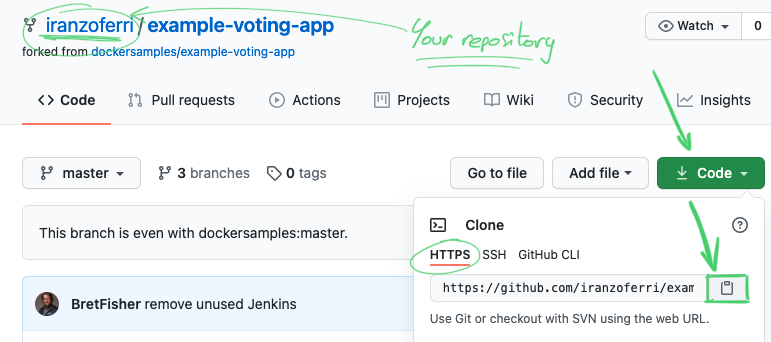 iranzoferri / example-voting-app
Your repository
Watch 0
forked from dockersamples/example-voting-app
Code Pull requests Actions Projects Wiki Security Insights
master 3 branches 0 tags Go to file Add file Code
This branch is even with dockersamples:master.
Clone
HTTPS SSH GitHub CLI
https://github.com/iranzoferri/exam
Use Git or checkout with SVN using the web URL.
BretFisher remove unused Jenkins